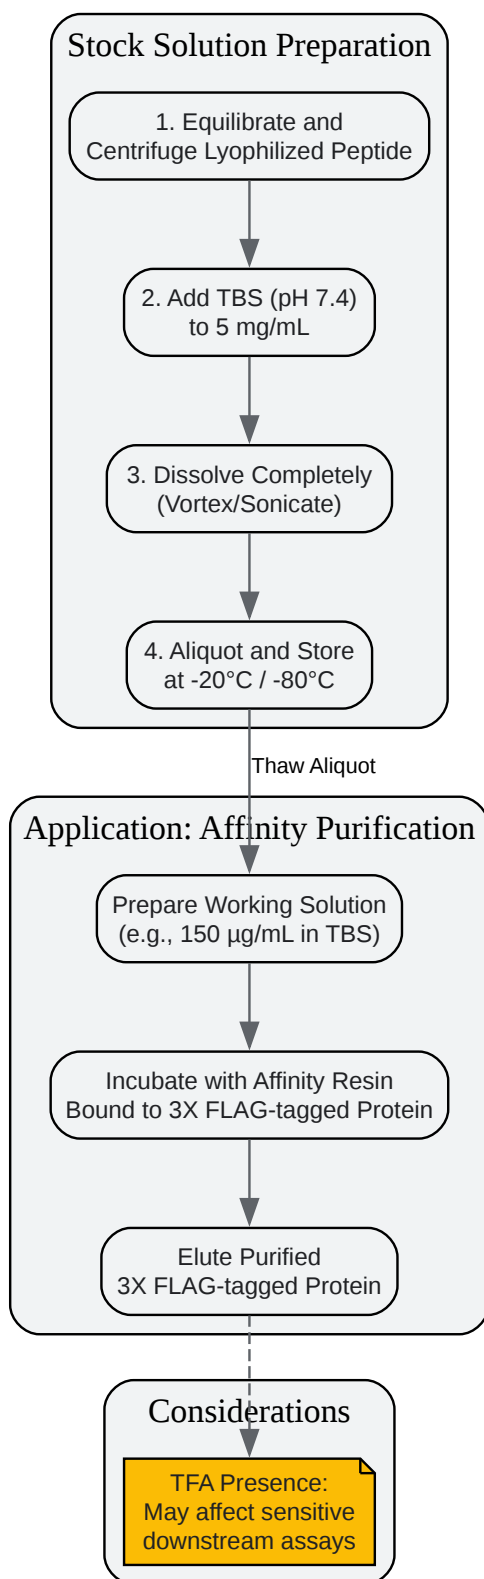 Stock Solution Preparation
1. Equilibrate and
Centrifuge Lyophilized Peptide
2. Add TBS (pH 7.4)
to 5 mg/mL
3. Dissolve Completely
(Vortex/Sonicate)
4. Aliquot and Store
at -20°C / -80°C
Thaw Aliquot
Application: Affinity Purification
Prepare Working Solution
(e.g., 150 µg/mL in TBS)
Incubate with Affinity Resin
Bound to 3X FLAG-tagged Protein
Elute Purified
3X FLAG-tagged Protein
Considerations
TFA Presence:
May affect sensitive
downstream assays